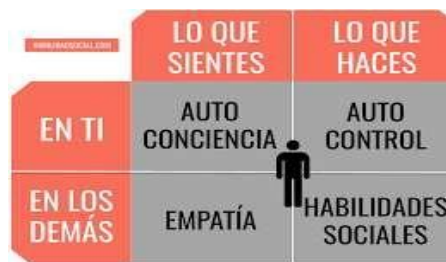 LO QUE
SIENTES
LO QUE
HACES
EN TI
AUTO
CONCIENCIA
AUTO
CONTROL
EN LOS
DEMÁS
EMPATÍA
HABILIDADES
SOCIALES